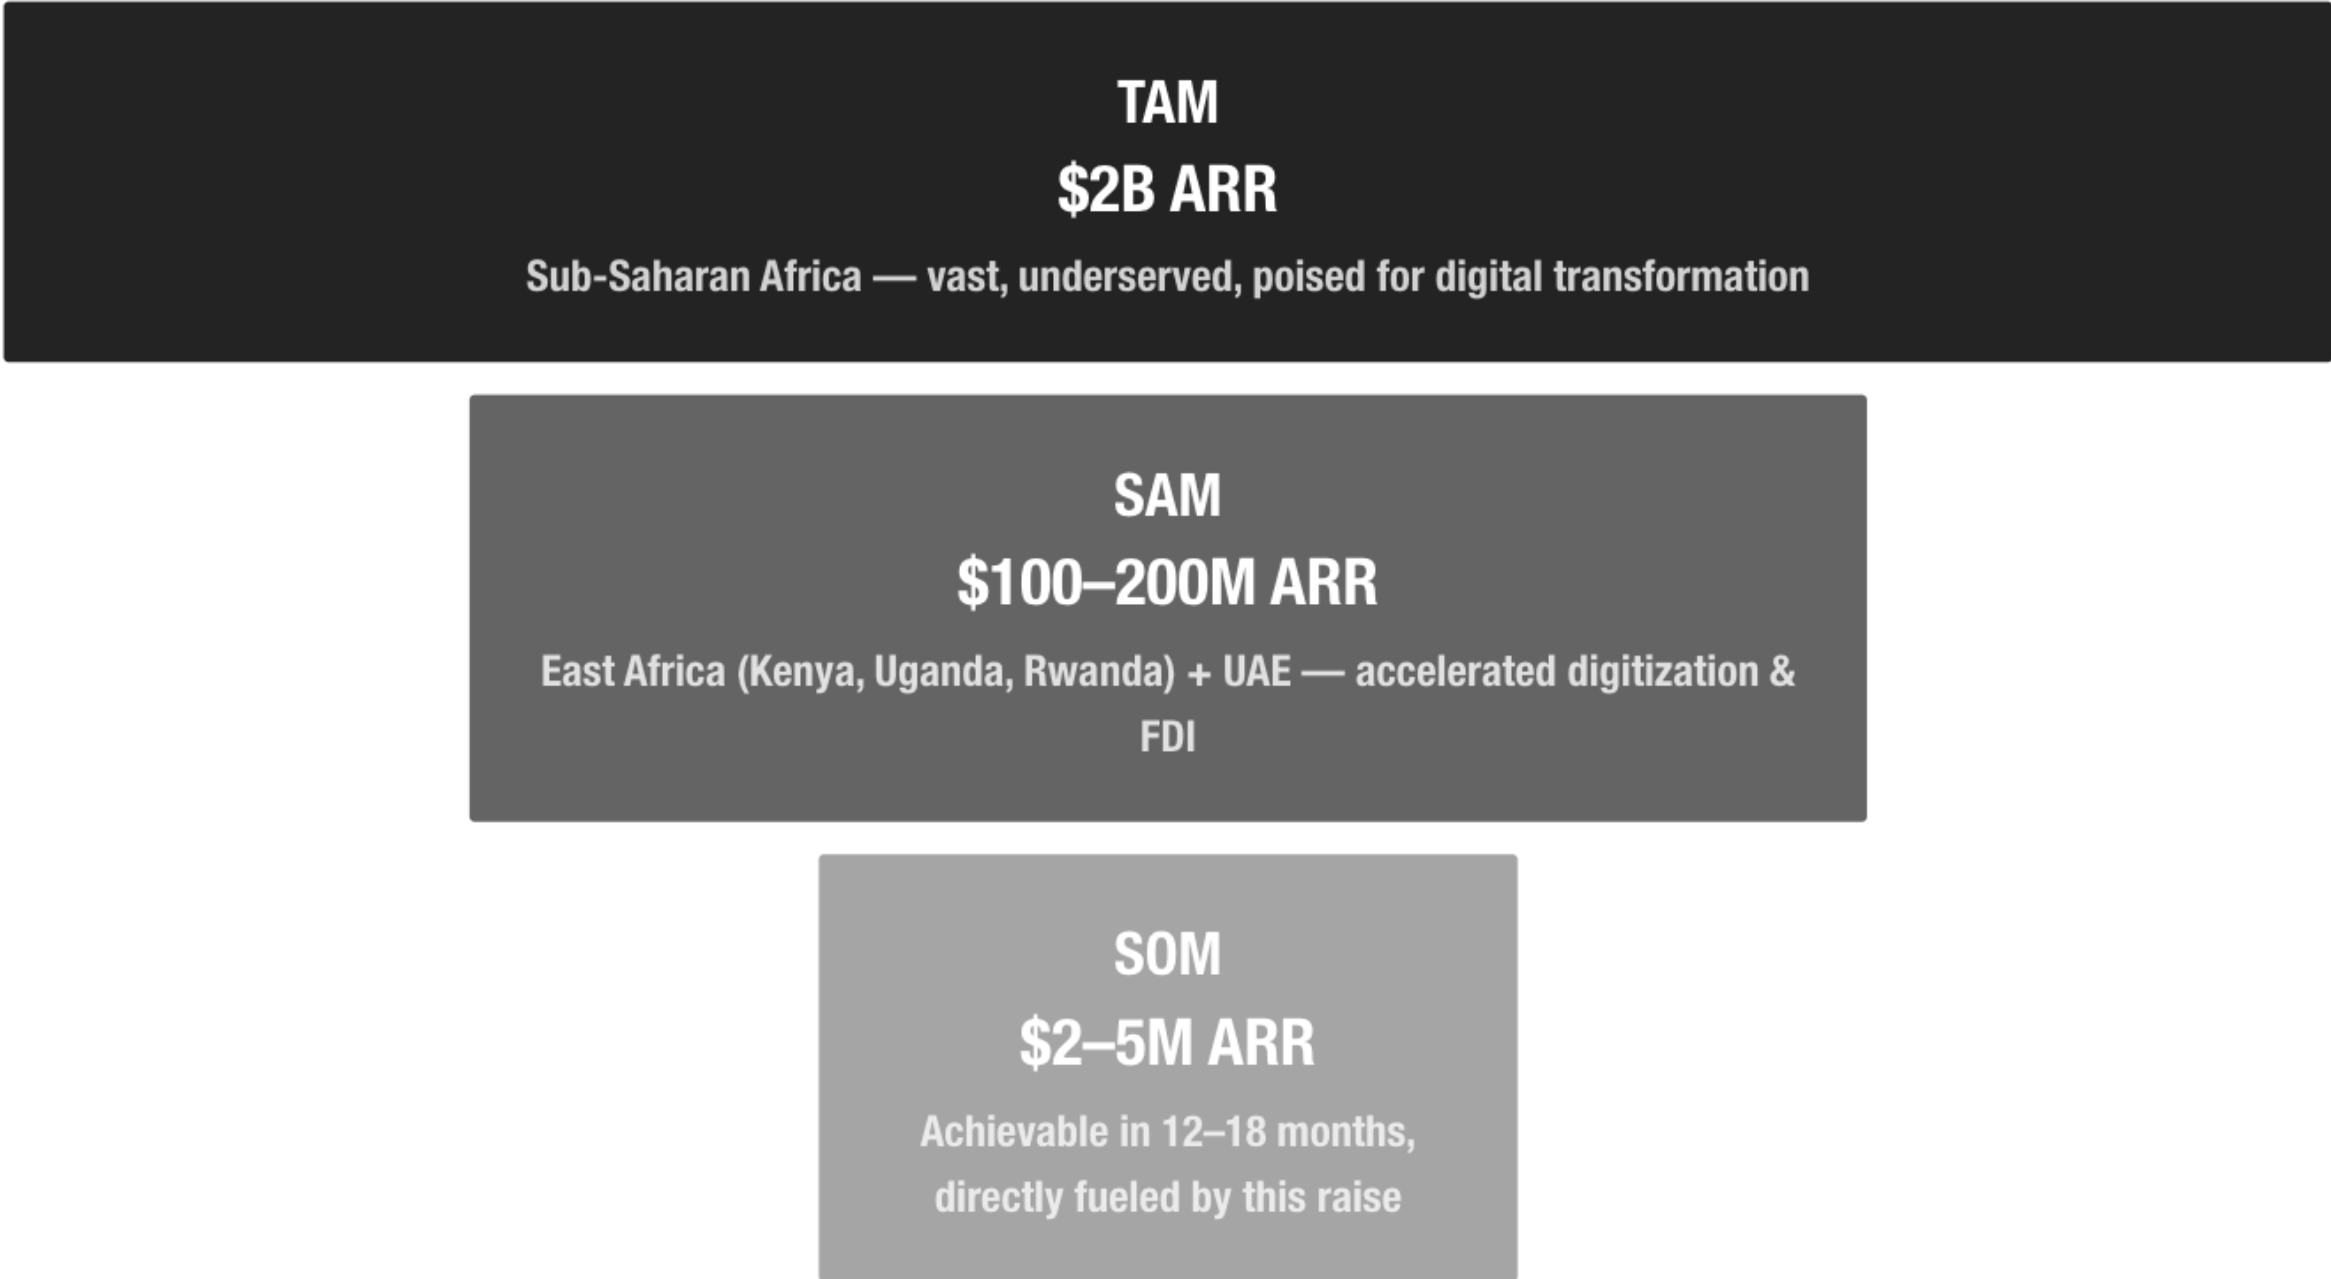 TAM
$2B ARR
Sub-Saharan Africa — vast, underserved, poised for digital transformation
SAM
$100–200M ARR
East Africa (Kenya, Uganda, Rwanda) + UAE — accelerated digitization &
FDI
SOM
$2–5M ARR
Achievable in 12–18 months,
directly fueled by this raise